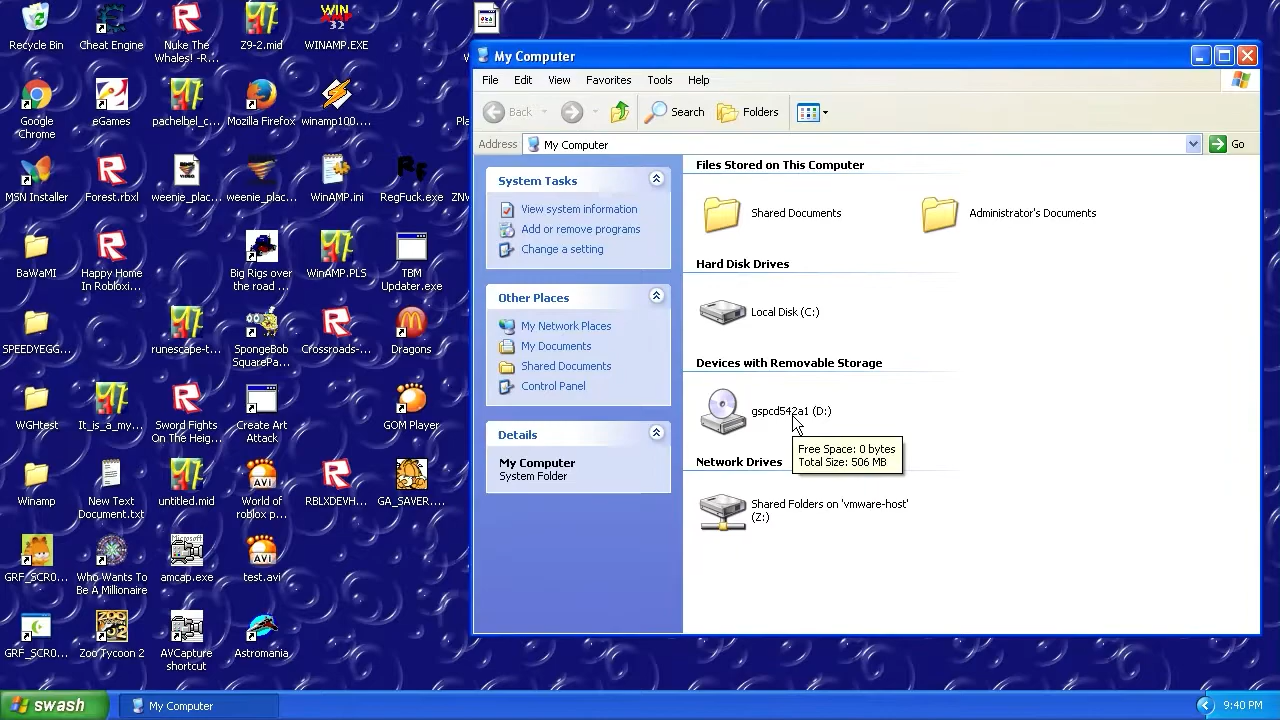 Recycle Bin
Cheat Engine
Nuke The
Whales! -R...
Z9-2.mid
WINAMP.EXE
Google
Chrome
eGames
pachelbel_c...
Mozilla Firefox
winamp100....
Pla
MSN Installer
Forest.rbxl
weenie_plac...
weenie_plac...
WinAMP.ini
RegFuck.exe
ZNV
BaWaMI
Happy Home
In Robloxi...
Big Rigs over
the road ...
WinAMP.PLS
TBM
Updater.exe
SPEEDYEGG...
runescape-t...
SpongeBob
SquarePa...
Crossroads-...
Dragons
WGHtest
It_is_a_my...
Sword Fights
On The Heig...
Create Art
Attack
GOM Player
Winamp
New Text
Document.txt
untitled.mid
World of
roblox p...
RBLXDEVH...
GA_SAVER....
GRF_SCR0...
Who Wants To
Be A Millionaire
amcap.exe
test.avi
GRF_SCR0...
Zoo Tycoon 2
AVCapture
shortcut
Astromania
My Computer
File Edit View Favorites Tools Help
Back Search Folders
Address My Computer Go
System Tasks
View system information
Add or remove programs
Change a setting
Other Places
My Network Places
My Documents
Shared Documents
Control Panel
Details
My Computer
System Folder
Files Stored on This Computer
Shared Documents
Administrator's Documents
Hard Disk Drives
Local Disk (C:)
Devices with Removable Storage
gspcd542a1 (D:)
Free Space: 0 bytes
Total Size: 506 MB
Network Drives
Shared Folders on 'vmware-host'
(Z:)
swash
My Computer
9:40 PM